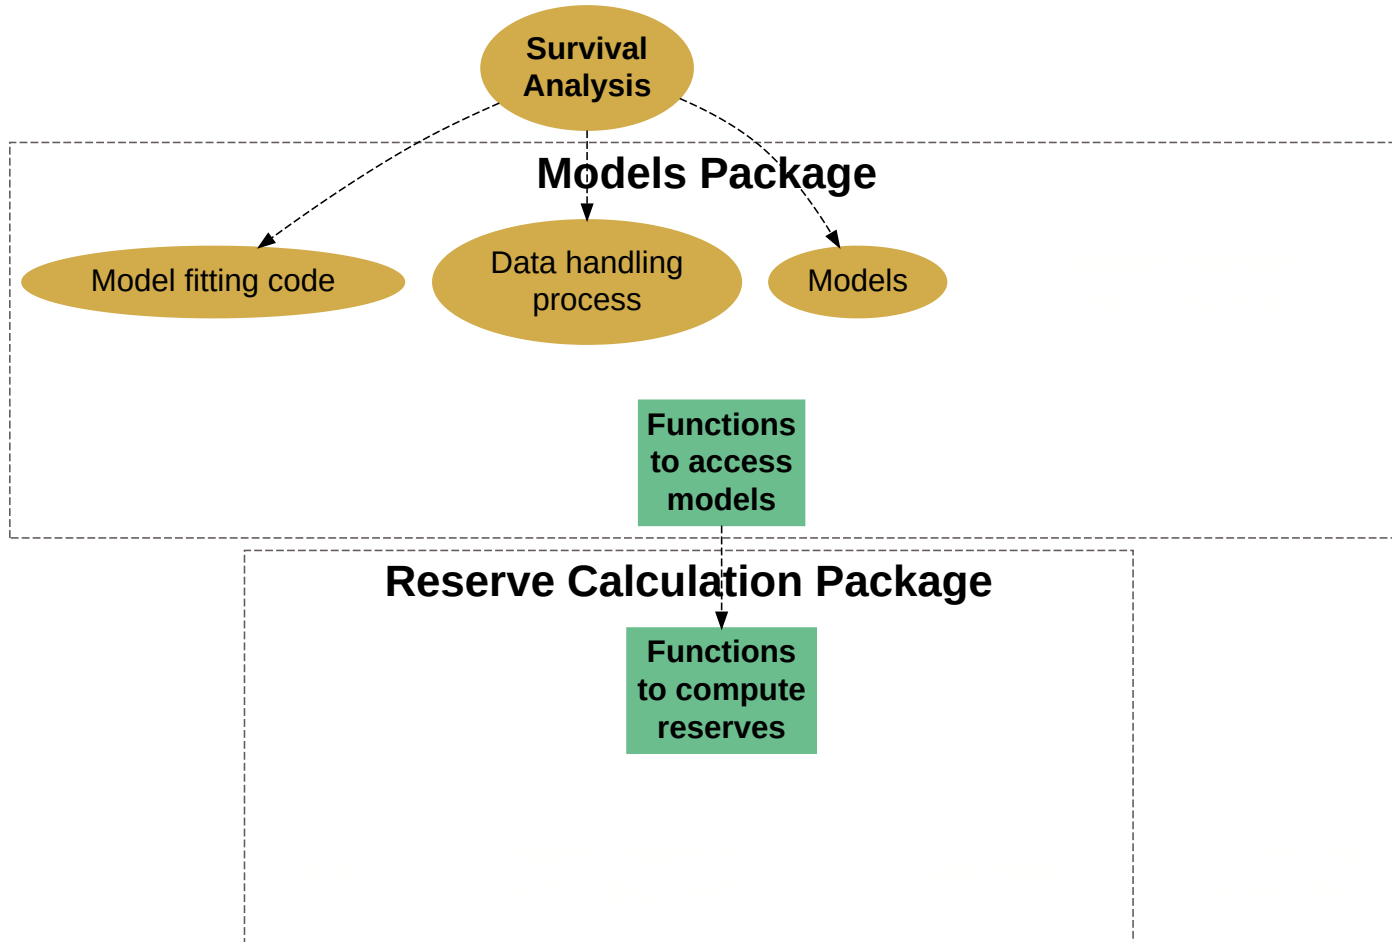 Survival
Analysis
Models Package
Model fitting code
Data handling
process
Models
Functions
to access
models
Reserve Calculation Package
Functions
to compute
reserves